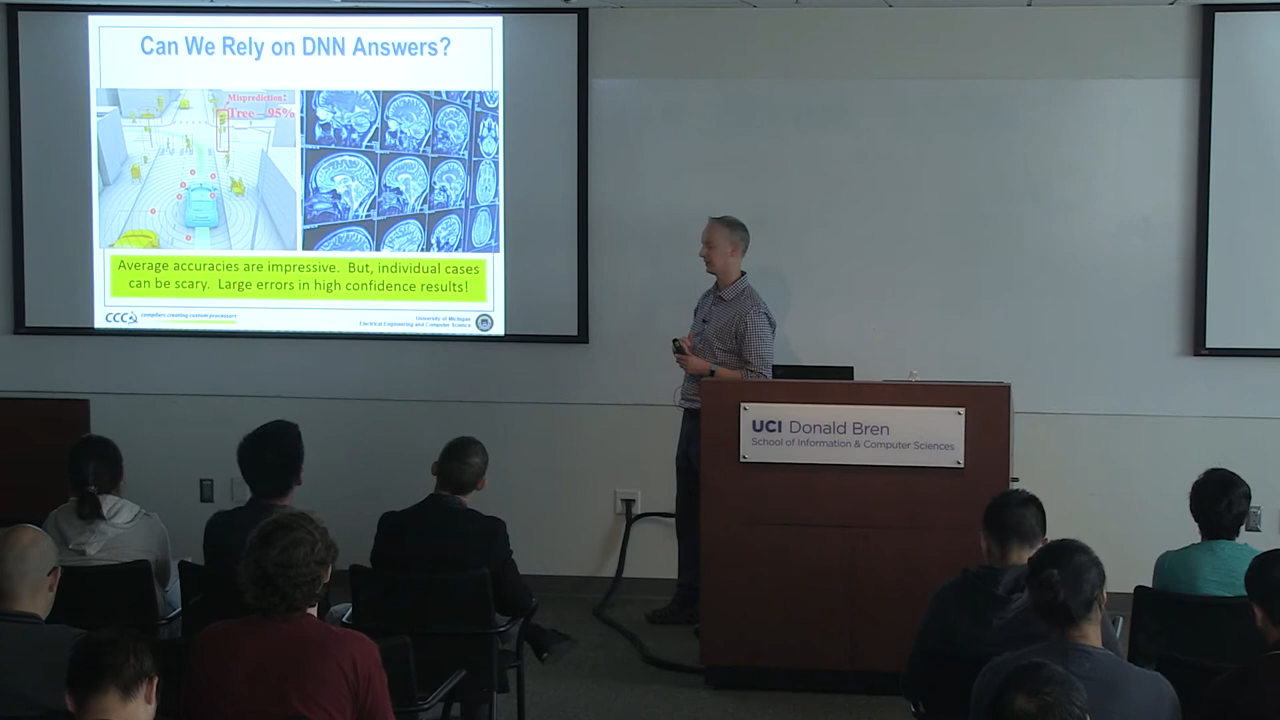 Can We Rely on DNN Answers?
Misprediction:
Tree – 95%
Average accuracies are impressive.  But, individual cases
can be scary.  Large errors in high confidence results!
CCC
compilers creating custom processors
University of Michigan
Electrical Engineering and Computer Science
UCI Donald Bren
School of Information & Computer Sciences